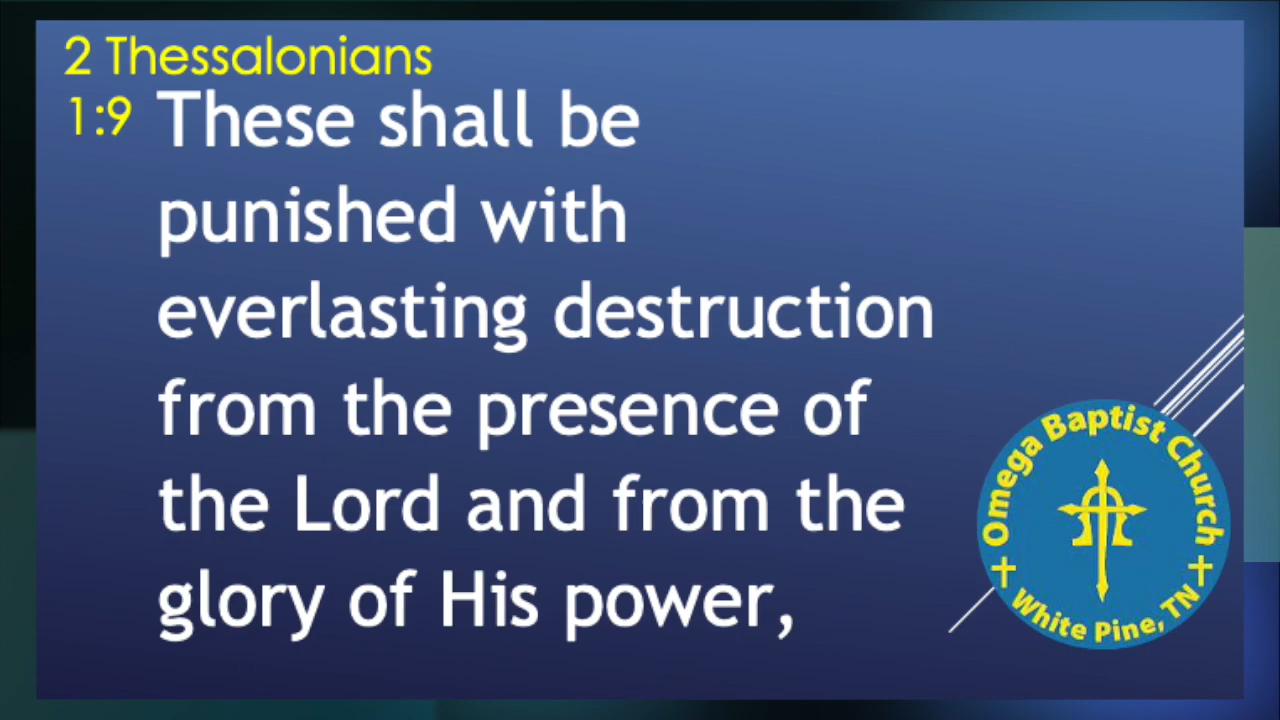 2 Thessalonians
1:9 These shall be
punished with
everlasting destruction
from the presence of
the Lord and from the
glory of His power,
Omega Baptist Church
White Pine, TN